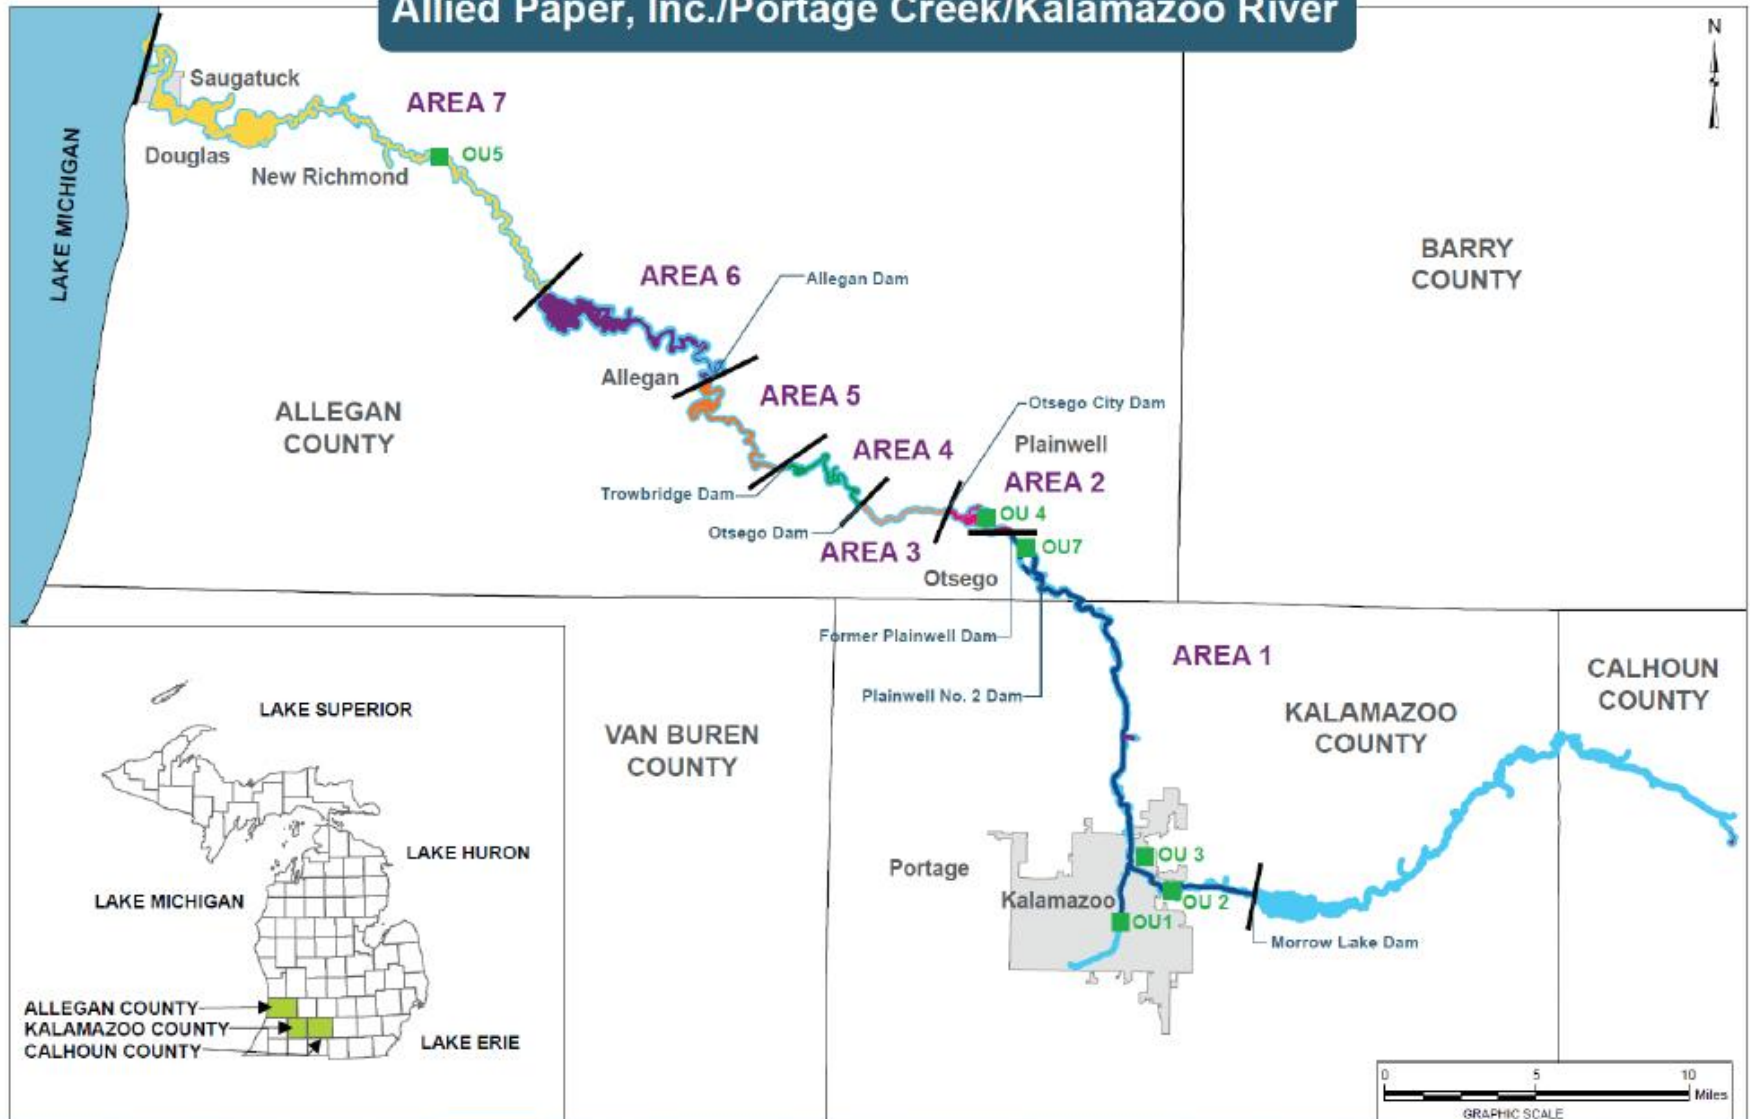 Allied Paper, Inc./Portage Creek/Kalamazoo River
N
Saugatuck
AREA 7
LAKE MICHIGAN
Douglas
OU5
New Richmond
BARRY
COUNTY
AREA 6
Allegan Dam
Allegan
AREA 5
ALLEGAN
COUNTY
Otsego City Dam
Plainwell
AREA 4
AREA 2
Trowbridge Dam
OU 4
Otsego Dam
AREA 3
OU7
Otsego
Former Plainwell Dam
AREA 1
Plainwell No. 2 Dam
CALHOUN
COUNTY
KALAMAZOO
COUNTY
VAN BUREN
COUNTY
LAKE SUPERIOR
LAKE HURON
LAKE MICHIGAN
OU 3
Portage
Kalamazoo
OU 2
OU1
Morrow Lake Dam
ALLEGAN COUNTY
KALAMAZOO COUNTY
CALHOUN COUNTY
LAKE ERIE
0 5 10
Miles
GRAPHIC SCALE